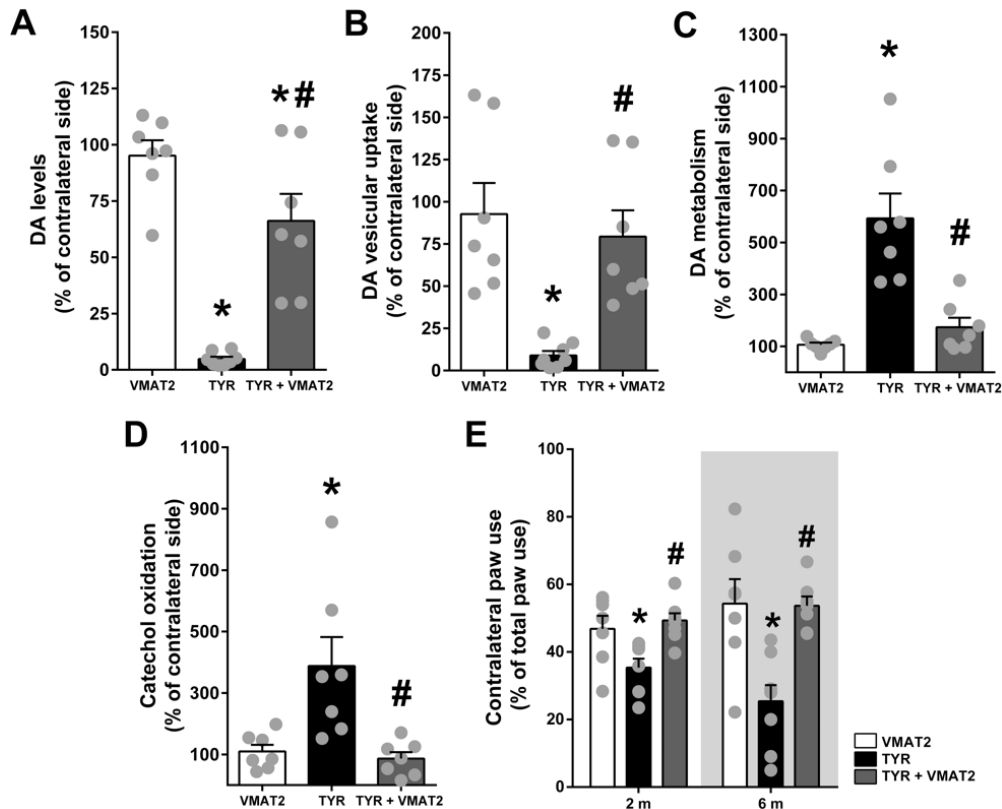 A
DA levels
(% of contralateral side)
150
125
100
75
50
25
0
*
* #
VMAT2 TYR TYR + VMAT2
B
DA vesicular uptake
(% of contralateral side)
200
175
150
125
100
75
50
25
0
*
#
VMAT2 TYR TYR + VMAT2
C
DA metabolism
(% of contralateral side)
1300
1100
900
700
500
300
100
*
#
VMAT2 TYR TYR + VMAT2
D
Catechol oxidation
(% of contralateral side)
1100
900
700
500
300
100
*
#
VMAT2 TYR TYR + VMAT2
E
Contralateral paw use
(% of total paw use)
100
80
60
40
20
0
* # * #
2 m 6 m
VMAT2
TYR
TYR + VMAT2